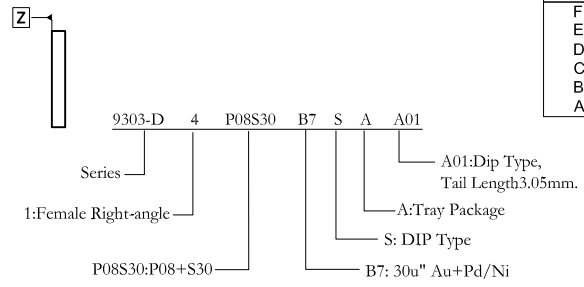 Z
F
E
D
C
B
A
9303-D 4 P08S30 B7 S A A01
A01:Dip Type,
Tail Length3.05mm.
Series
A:Tray Package
1:Female Right-angle
S: DIP Type
P08S30:P08+S30
B7: 30u" Au+Pd/Ni